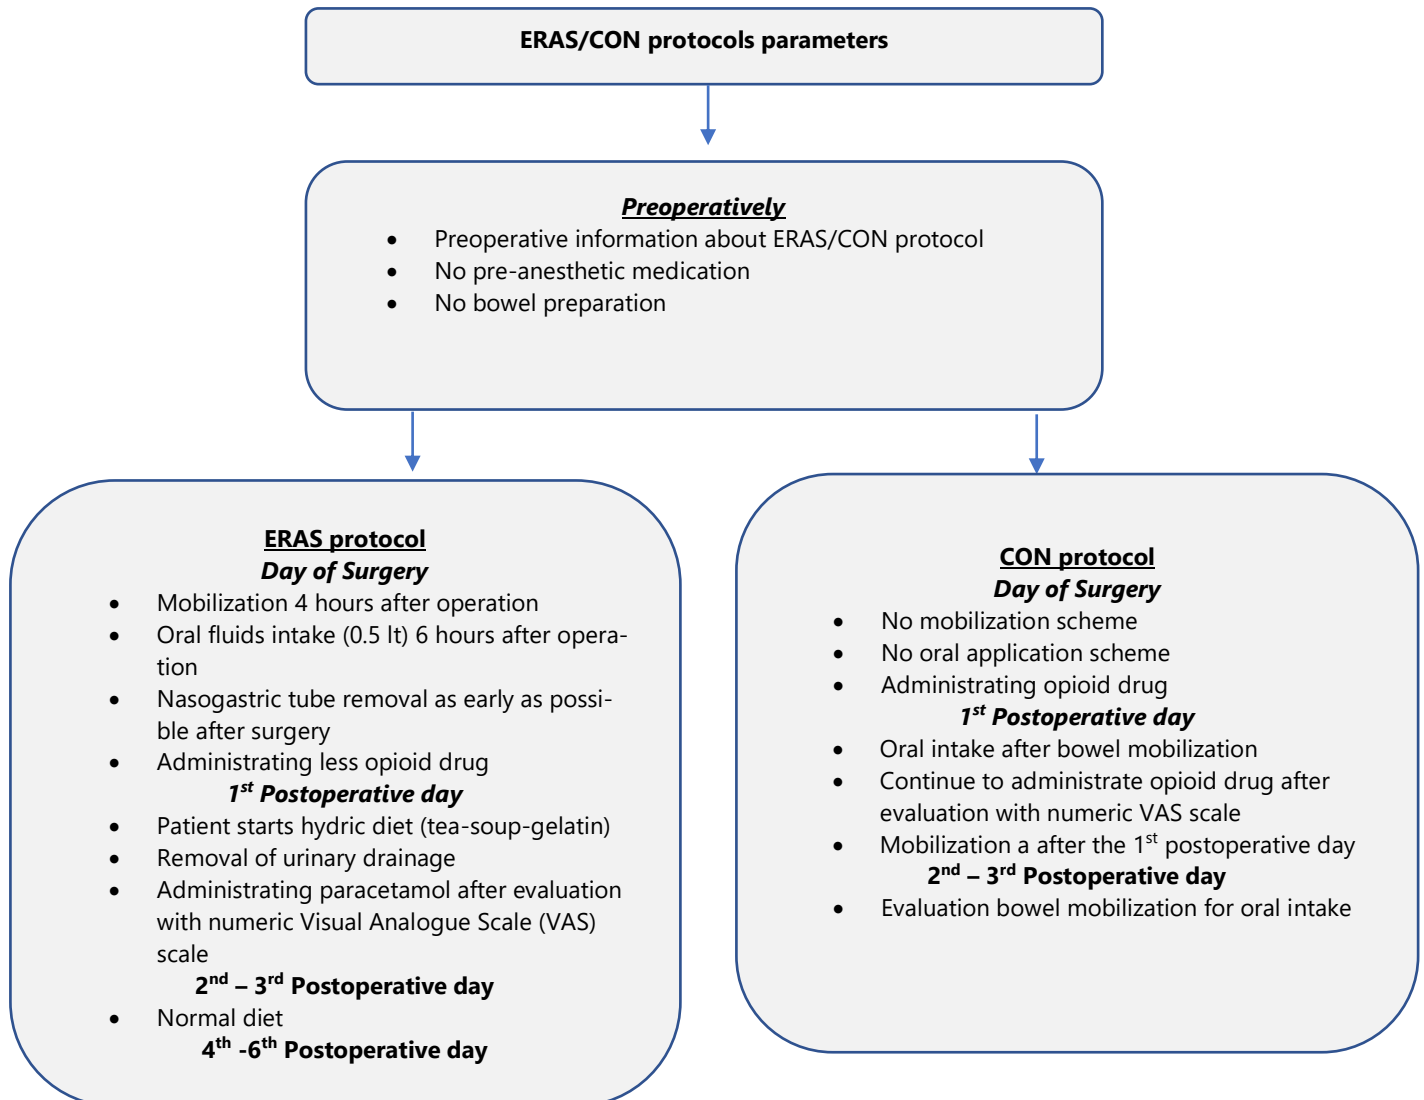 ERAS/CON protocols parameters
Preoperatively
• Preoperative information about ERAS/CON protocol
• No pre-anesthetic medication
• No bowel preparation
ERAS protocol
Day of Surgery
• Mobilization 4 hours after operation
• Oral fluids intake (0.5 lt) 6 hours after opera-
tion
• Nasogastric tube removal as early as possi-
ble after surgery
• Administrating less opioid drug
1st Postoperative day
• Patient starts hydric diet (tea-soup-gelatin)
• Removal of urinary drainage
• Administrating paracetamol after evaluation
with numeric Visual Analogue Scale (VAS)
scale
2nd – 3rd Postoperative day
• Normal diet
4th -6th Postoperative day
CON protocol
Day of Surgery
• No mobilization scheme
• No oral application scheme
• Administrating opioid drug
1st Postoperative day
• Oral intake after bowel mobilization
• Continue to administrate opioid drug after
evaluation with numeric VAS scale
• Mobilization a after the 1st postoperative day
2nd – 3rd Postoperative day
• Evaluation bowel mobilization for oral intake